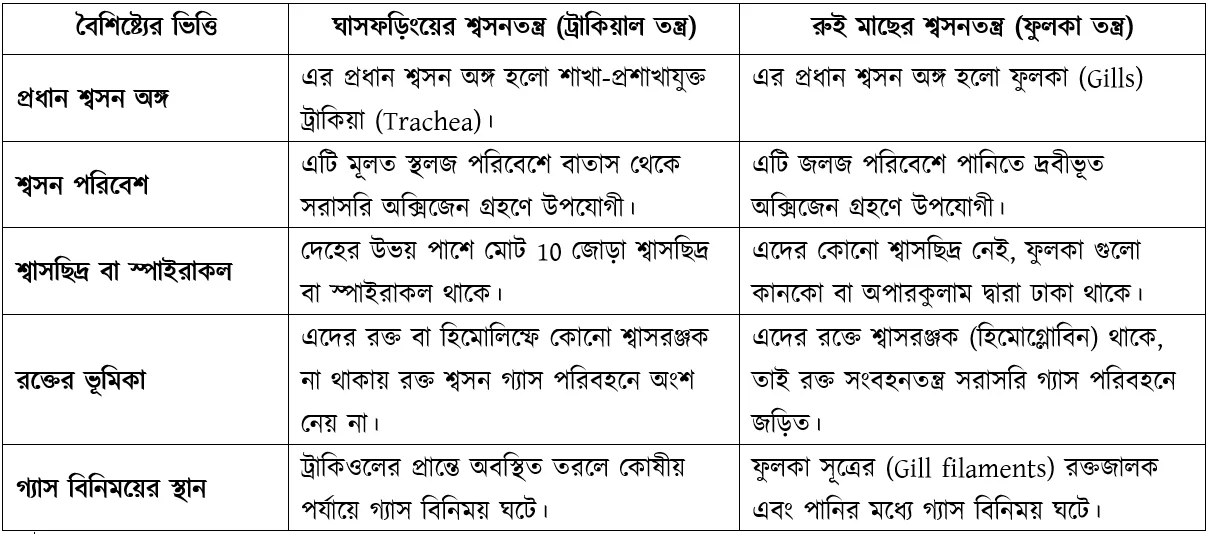 বৈশিষ্ট্যের ভিত্তি
ঘাসফড়িংয়ের শ্বসনতন্ত্র (ট্রাকিয়াল তন্ত্র)
রুই মাছের শ্বসনতন্ত্র (ফুলকা তন্ত্র)
প্রধান শ্বসন অঙ্গ
এর প্রধান শ্বসন অঙ্গ হলো শাখা-প্রশাখাযুক্ত
ট্রাকিয়া (Trachea)।
এর প্রধান শ্বসন অঙ্গ হলো ফুলকা (Gills)
শ্বসন পরিবেশ
এটি মূলত স্থলজ পরিবেশে বাতাস থেকে
সরাসরি অক্সিজেন গ্রহণে উপযোগী।
এটি জলজ পরিবেশে পানিতে দ্রবীভূত
অক্সিজেন গ্রহণে উপযোগী।
শ্বাসছিদ্র বা স্পাইরাকল
দেহের উভয় পাশে মোট 10 জোড়া শ্বাসছিদ্র
বা স্পাইরাকল থাকে।
এদের কোনো শ্বাসছিদ্র নেই, ফুলকা গুলো
কানকো বা অপারকুলাম দ্বারা ঢাকা থাকে।
রক্তের ভূমিকা
এদের রক্ত বা হিমোলিম্ফে কোনো শ্বাসরঞ্জক
না থাকায় রক্ত শ্বসন গ্যাস পরিবহনে অংশ
নেয় না।
এদের রক্তে শ্বাসরঞ্জক (হিমোগ্লোবিন) থাকে,
তাই রক্ত সংবহনতন্ত্র সরাসরি গ্যাস পরিবহনে
জড়িত।
গ্যাস বিনিময়ের স্থান
ট্রাকিওলের প্রান্তে অবস্থিত তরলে কোষীয়
পর্যায়ে গ্যাস বিনিময় ঘটে।
ফুলকা সূত্রের (Gill filaments) রক্তজালক
এবং পানির মধ্যে গ্যাস বিনিময় ঘটে।